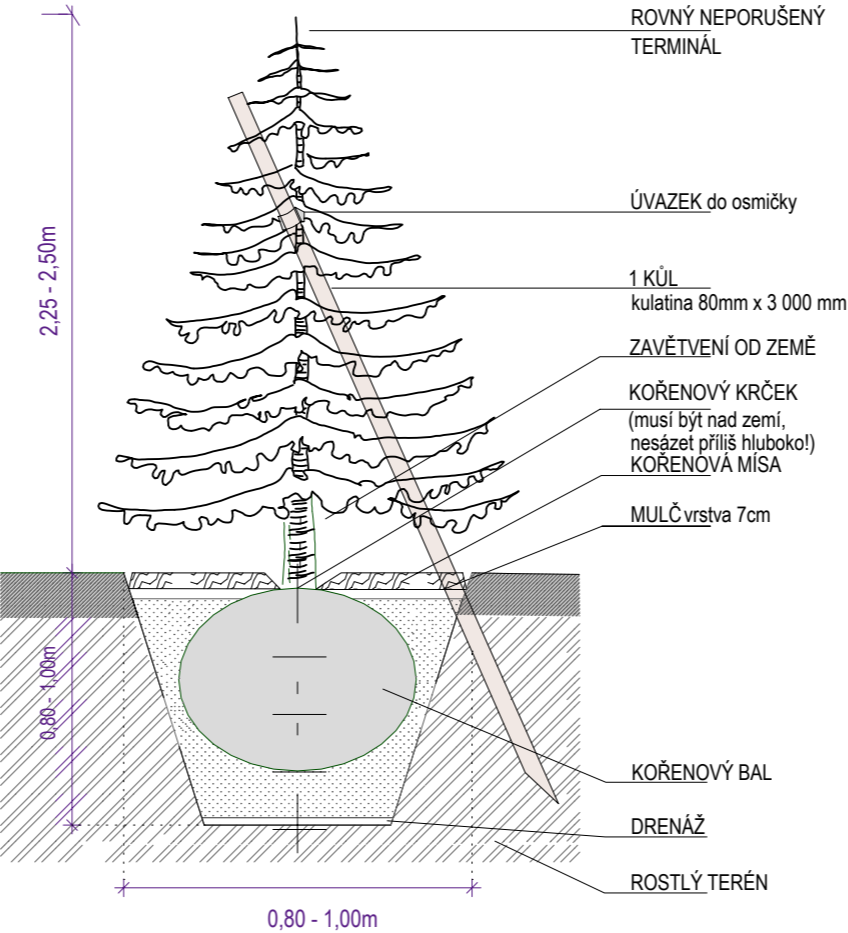 ROVNÝ NEPORUŠENÝ
TERMINÁL
ÚVAZEK do osmičky
2,25 - 2,50m
1 KŮL
kulatina 80mm x 3 000 mm
ZAVĚTVENÍ OD ZEMĚ
KOŘENOVÝ KRČEK
(musí být nad zemí,
nesázet příliš hluboko!)
KOŘENOVÁ MÍSA
MULČ vrstva 7cm
0,80 - 1,00m
KOŘENOVÝ BAL
DRENÁŽ
ROSTLÝ TERÉN
0,80 - 1,00m